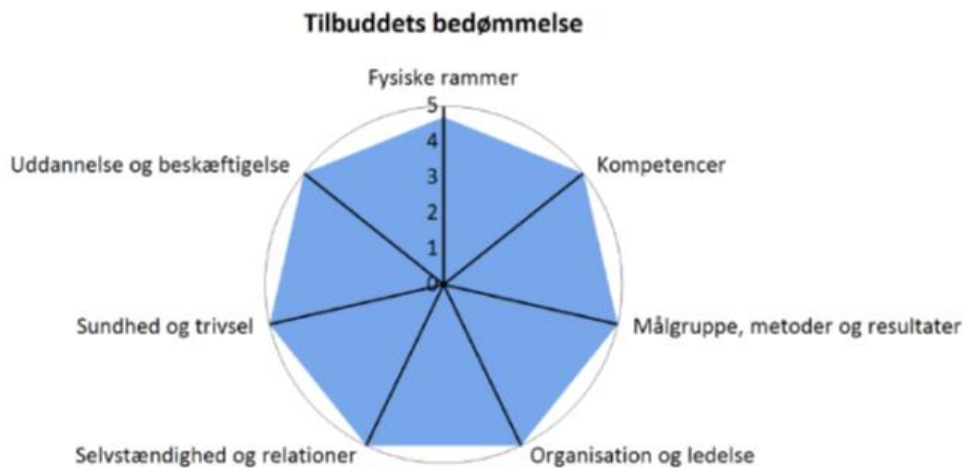 Tilbuddets bedømmelse
Fysiske rammer
5
4
3
2
1
0
Uddannelse og beskæftigelse
Kompetencer
Sundhed og trivsel
Målgruppe, metoder og resultater
Selvstændighed og relationer
Organisation og ledelse